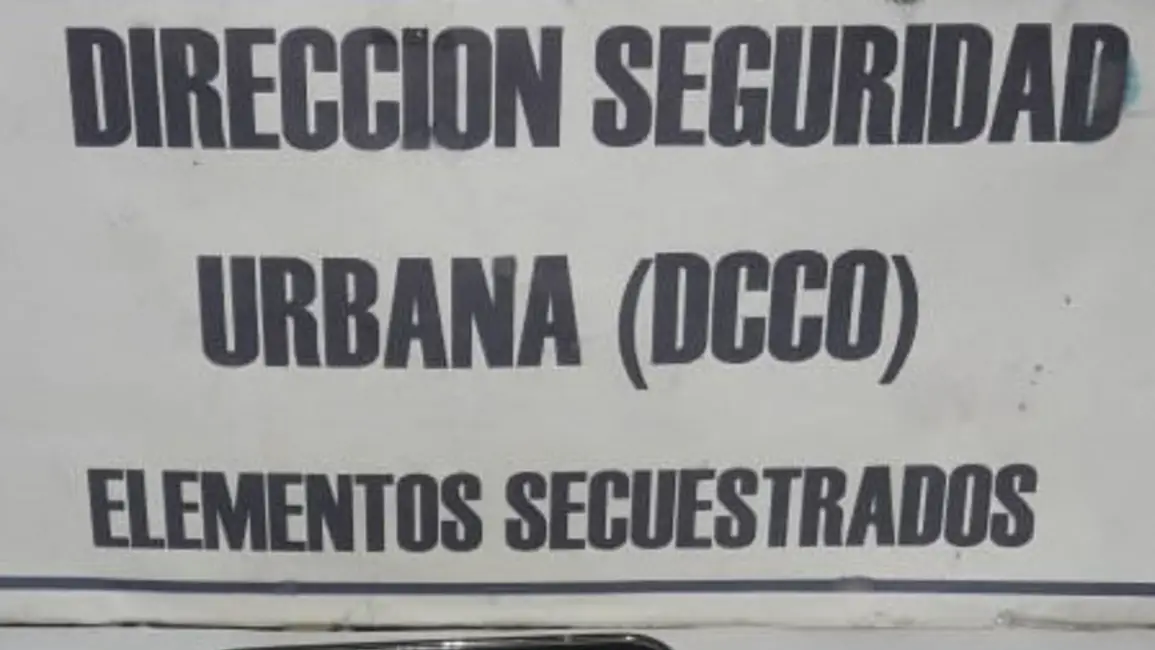 DIRECCION SEGURIDAD
URBANA (DCCO)
ELEMENTOS SECUESTRADOS